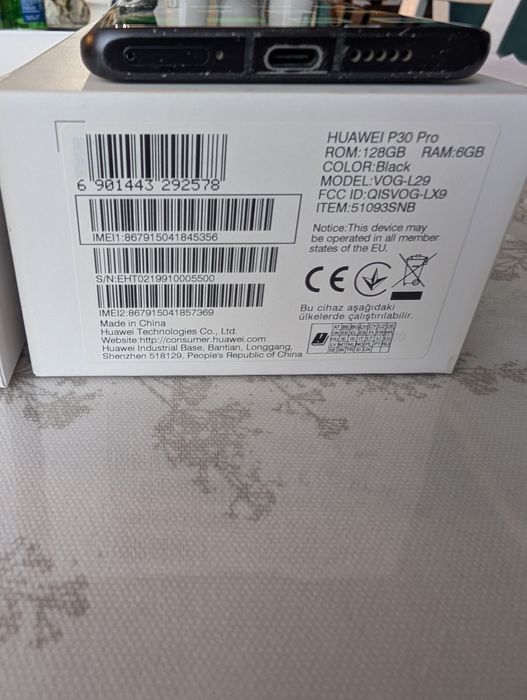 6 901443 292578
IMEI1:867915041845356
S/N:EHT0219910005500
IMEI2:867915041857369
Made in China
Huawei Technologies Co., Ltd.
Website:http://consumer.huawei.com
Huawei Industrial Base, Bantian, Longgang,
Shenzhen 518129, People's Republic of China
HUAWEI P30 Pro
ROM:128GB RAM:6GB
COLOR:Black
MODEL:VOG-L29
FCC ID:QISVOG-LX9
ITEM:51093SNB
Notice:This device may
be operated in all member
states of the EU.
CE
Bu cihaz aşağıdaki
ülkelerde çalıştırılabilir.